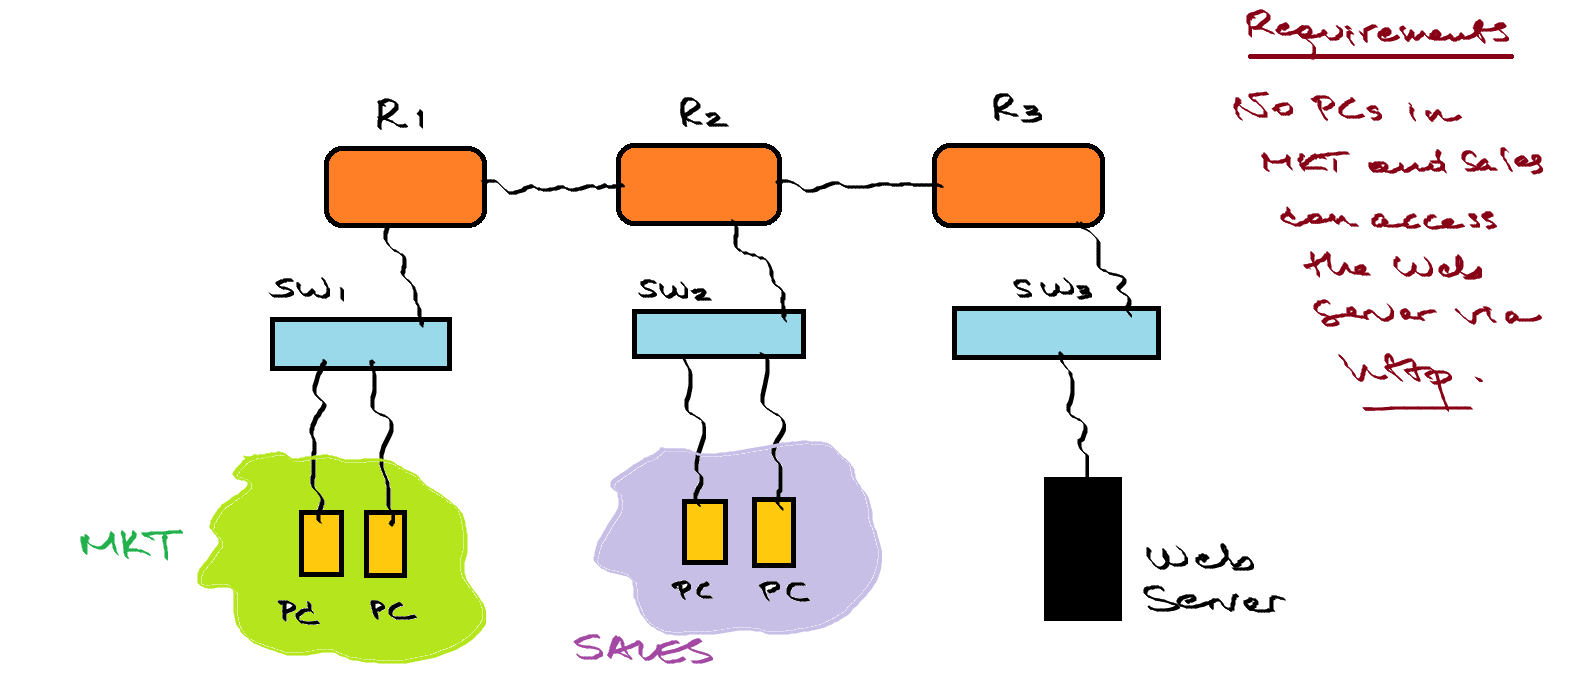 Requirements
No PCs in
MKT and Sales
can access
the Web
Server via
http.
R1
R2
R3
SW1
SW2
SW3
MKT
PC
PC
PC
PC
SALES
Web
Server